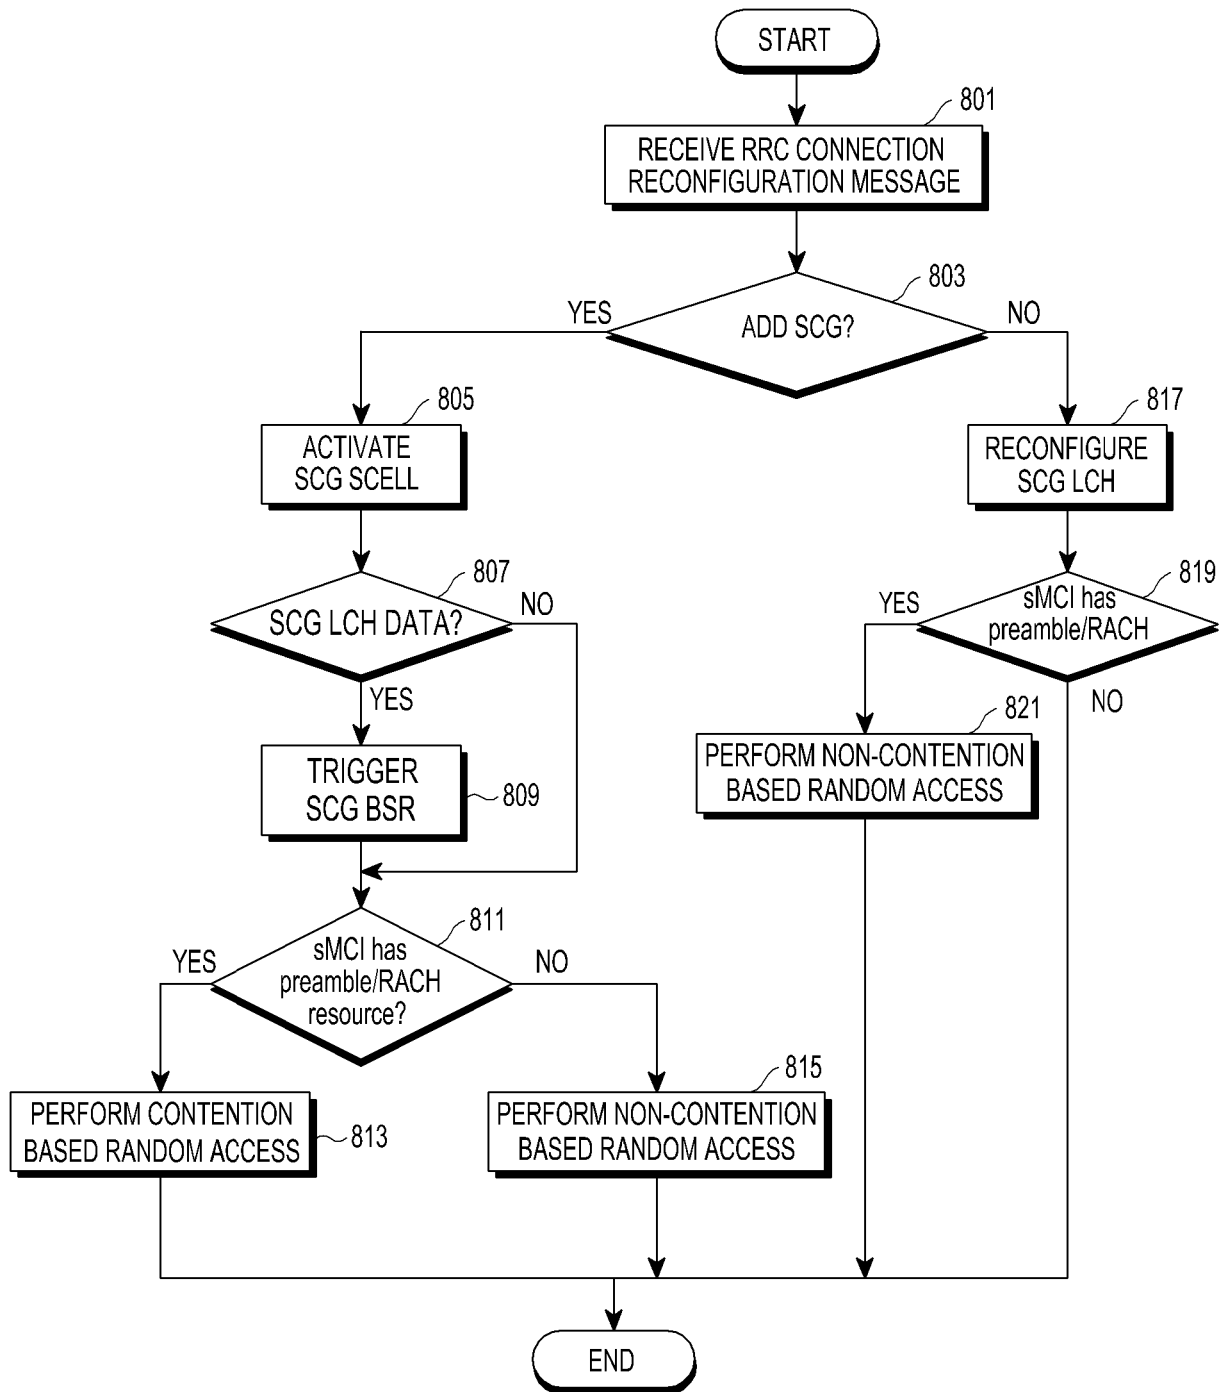 START
801
RECEIVE RRC CONNECTION
RECONFIGURATION MESSAGE
803
YES
ADD SCG?
NO
805
ACTIVATE
SCG SCELL
817
RECONFIGURE
SCG LCH
807
SCG LCH DATA?
NO
YES
819
YES
sMCI has
preamble/RACH
NO
TRIGGER
SCG BSR
809
821
PERFORM NON-CONTENTION
BASED RANDOM ACCESS
811
YES
sMCI has
preamble/RACH
resource?
NO
PERFORM CONTENTION
BASED RANDOM ACCESS
813
815
PERFORM NON-CONTENTION
BASED RANDOM ACCESS
END